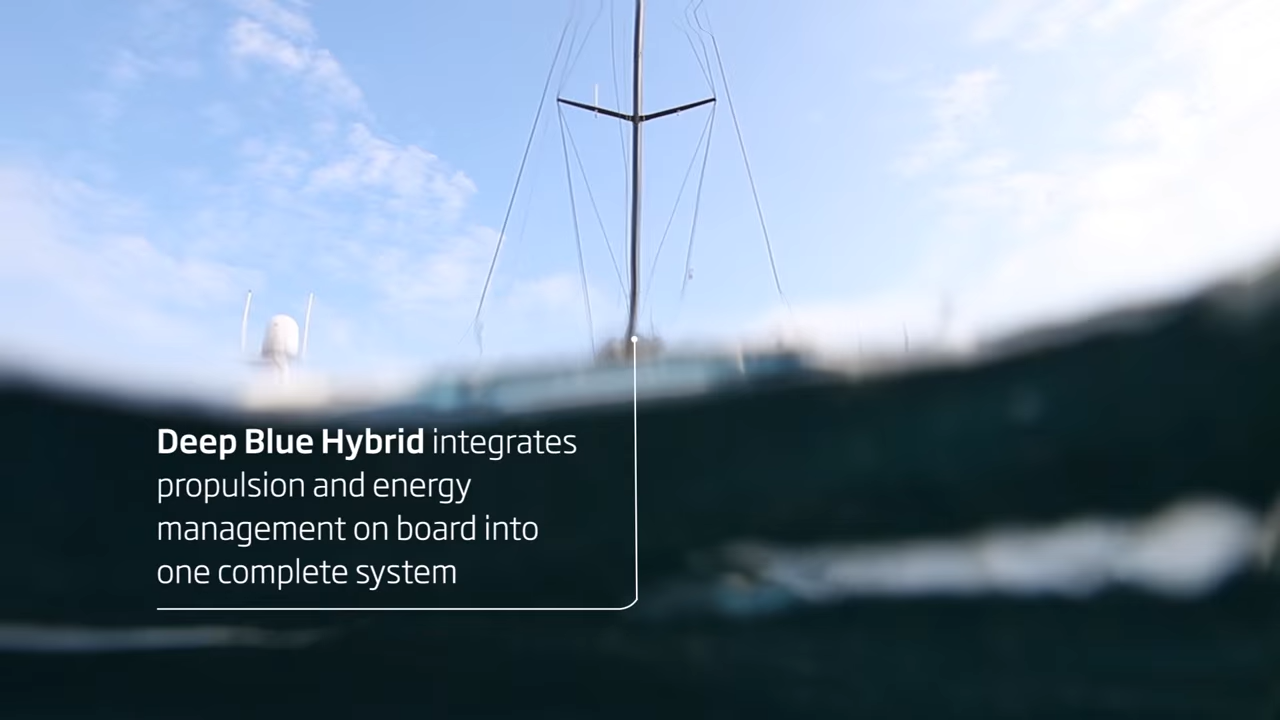 Deep Blue Hybrid integrates
propulsion and energy
management on board into
one complete system